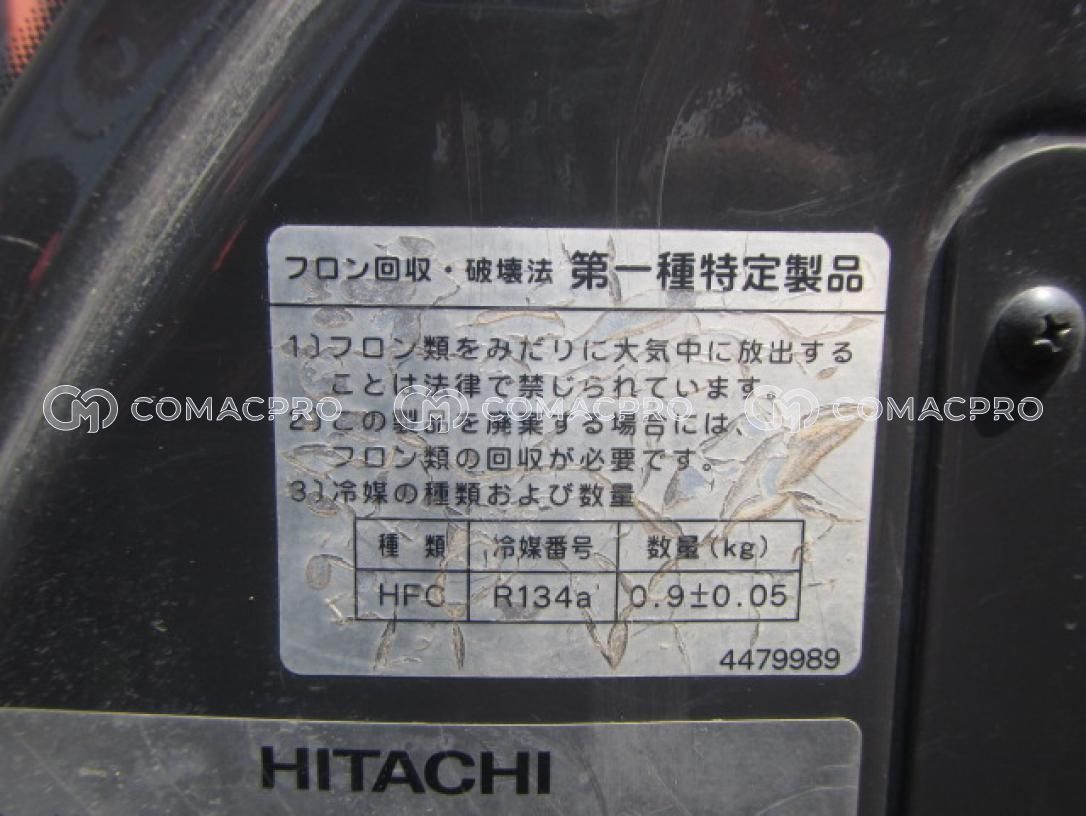 フロン回収・破壊法 第一種特定製品
1)フロン類をみだりに大気中に放出する
ことは法律で禁じられています。
COMACPRO COMACPRO COMACPRO
2)この製品を廃棄する場合には、
フロン類の回収が必要です。
3)冷媒の種類および数量
種類 冷媒番号 数量(kg)
HFC R134a 0.9±0.05
4479989
HITACHI